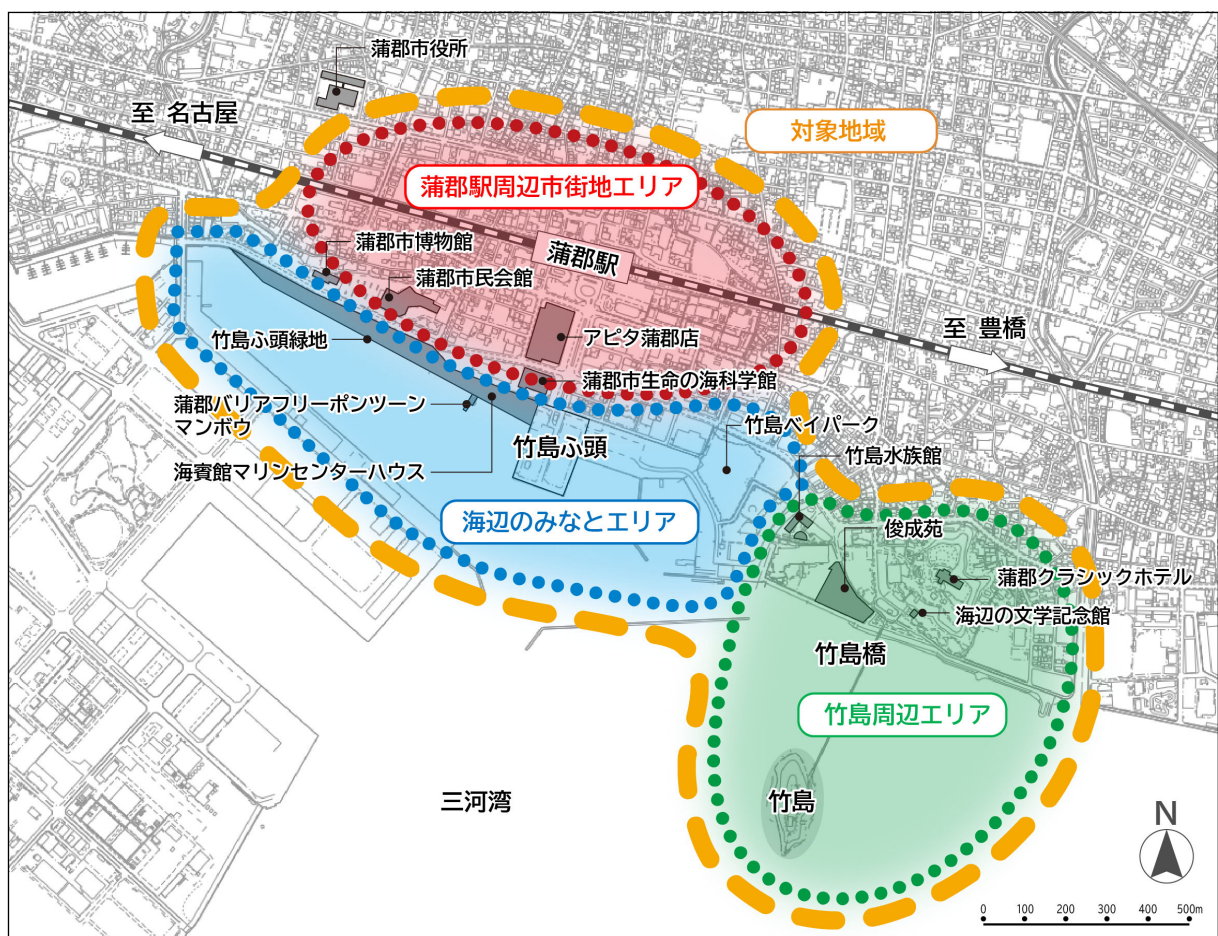 蒲郡市役所
至 名古屋
対象地域
蒲郡駅周辺市街地エリア
蒲郡市博物館
蒲郡駅
蒲郡市民会館
至 豊橋
竹島ふ頭緑地
アピタ蒲郡店
蒲郡市生命の海科学館
蒲郡バリアフリーポンツーン
マンボウ
竹島ベイパーク
竹島ふ頭
竹島水族館
海賓館マリンセンターハウス
海辺のみなとエリア
俊成苑
蒲郡クラシックホテル
海辺の文学記念館
竹島橋
竹島周辺エリア
三河湾
竹島
N
0 100 200 300 400 500m